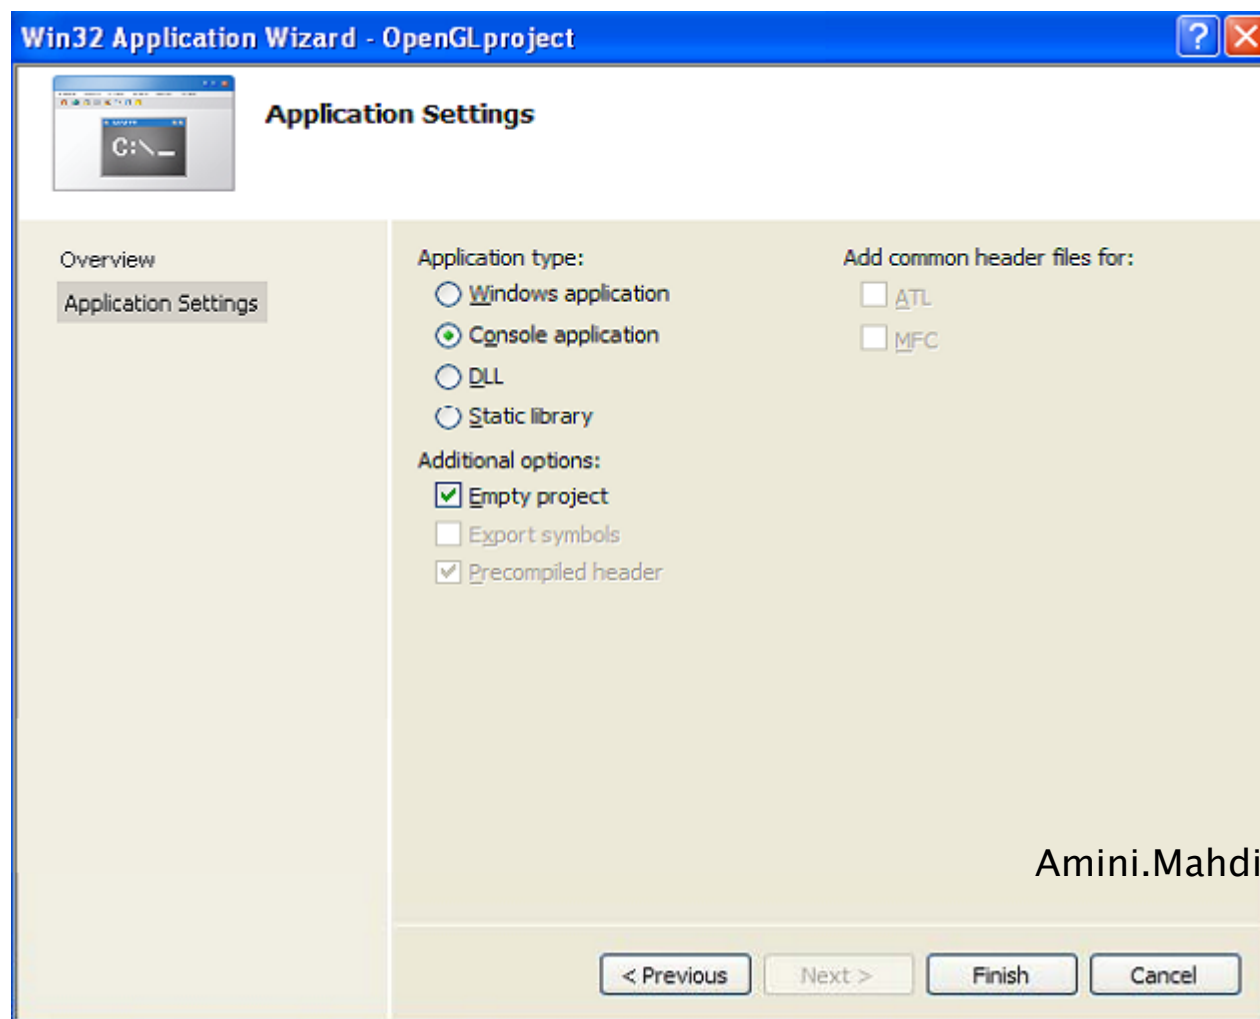 Win32 Application Wizard - OpenGLproject
Application Settings
C:\_
Overview
Application Settings
Application type:
Windows application
Console application
DLL
Static library
Additional options:
Empty project
Export symbols
Precompiled header
Add common header files for:
ATL
MFC
Amini.Mahdi
< Previous
Next >
Finish
Cancel